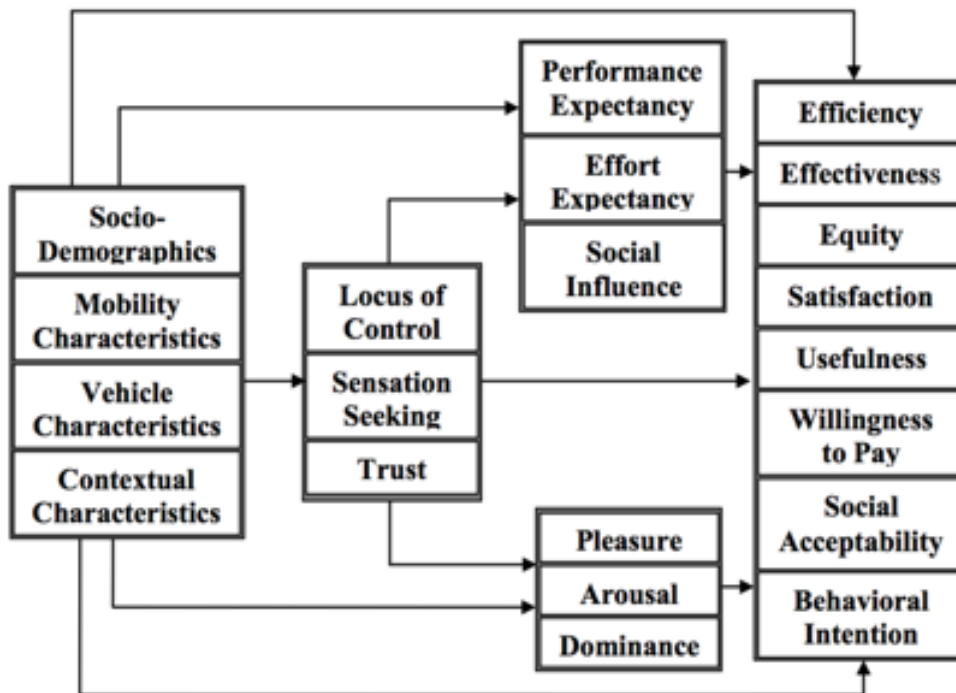 Socio-
Demographics
Mobility
Characteristics
Vehicle
Characteristics
Contextual
Characteristics
Locus of
Control
Sensation
Seeking
Trust
Performance
Expectancy
Effort
Expectancy
Social
Influence
Pleasure
Arousal
Dominance
Efficiency
Effectiveness
Equity
Satisfaction
Usefulness
Willingness
to Pay
Social
Acceptability
Behavioral
Intention